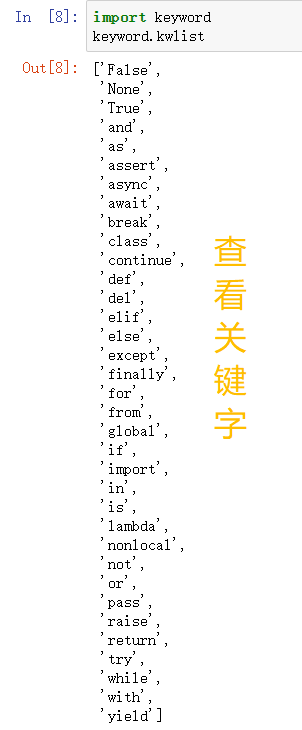 In [8]: import keyword
keyword.kwlist
Out[8]: ['False',
'None',
'True',
'and',
'as',
'assert',
'async',
'await',
'break',
'class',
'continue',
'def',
'del',
'elif',
'else',
'except',
'finally',
'for',
'from',
'global',
'if',
'import',
'in',
'is',
'lambda',
'nonlocal',
'not',
'or',
'pass',
'raise',
'return',
'try',
'while',
'with',
'yield']
查看关键字